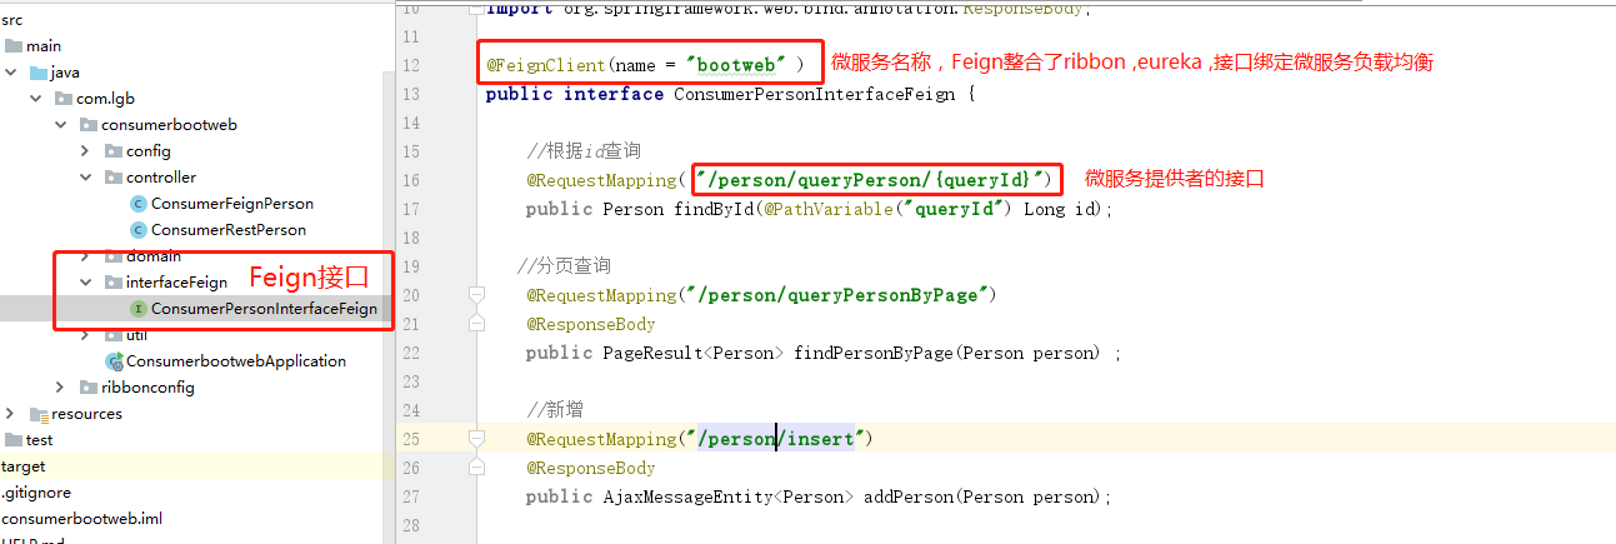 src
main
java
com.lgb
consumerbootweb
config
controller
ConsumerFeignPerson
ConsumerRestPerson
domain
interfaceFeign Feign接口
ConsumerPersonInterfaceFeign
util
ConsumerbootwebApplication
ribbonconfig
resources
test
target
.gitignore
consumerbootweb.iml
HELP.md
10 import org.springframework.web.bind.annotation.ResponseBody;
11
12 @FeignClient(name = "bootweb" ) 微服务名称，Feign整合了ribbon ,eureka ,接口绑定微服务负载均衡
13 public interface ConsumerPersonInterfaceFeign {
14
15 //根据id查询
16 @RequestMapping( "/person/queryPerson/{queryId}") 微服务提供者的接口
17 public Person findById(@PathVariable("queryId") Long id);
18
19 //分页查询
20 @RequestMapping("/person/queryPersonByPage")
21 @ResponseBody
22 public PageResult<Person> findPersonByPage(Person person) ;
23
24 //新增
25 @RequestMapping("/person/insert")
26 @ResponseBody
27 public AjaxMessageEntity<Person> addPerson(Person person);
28